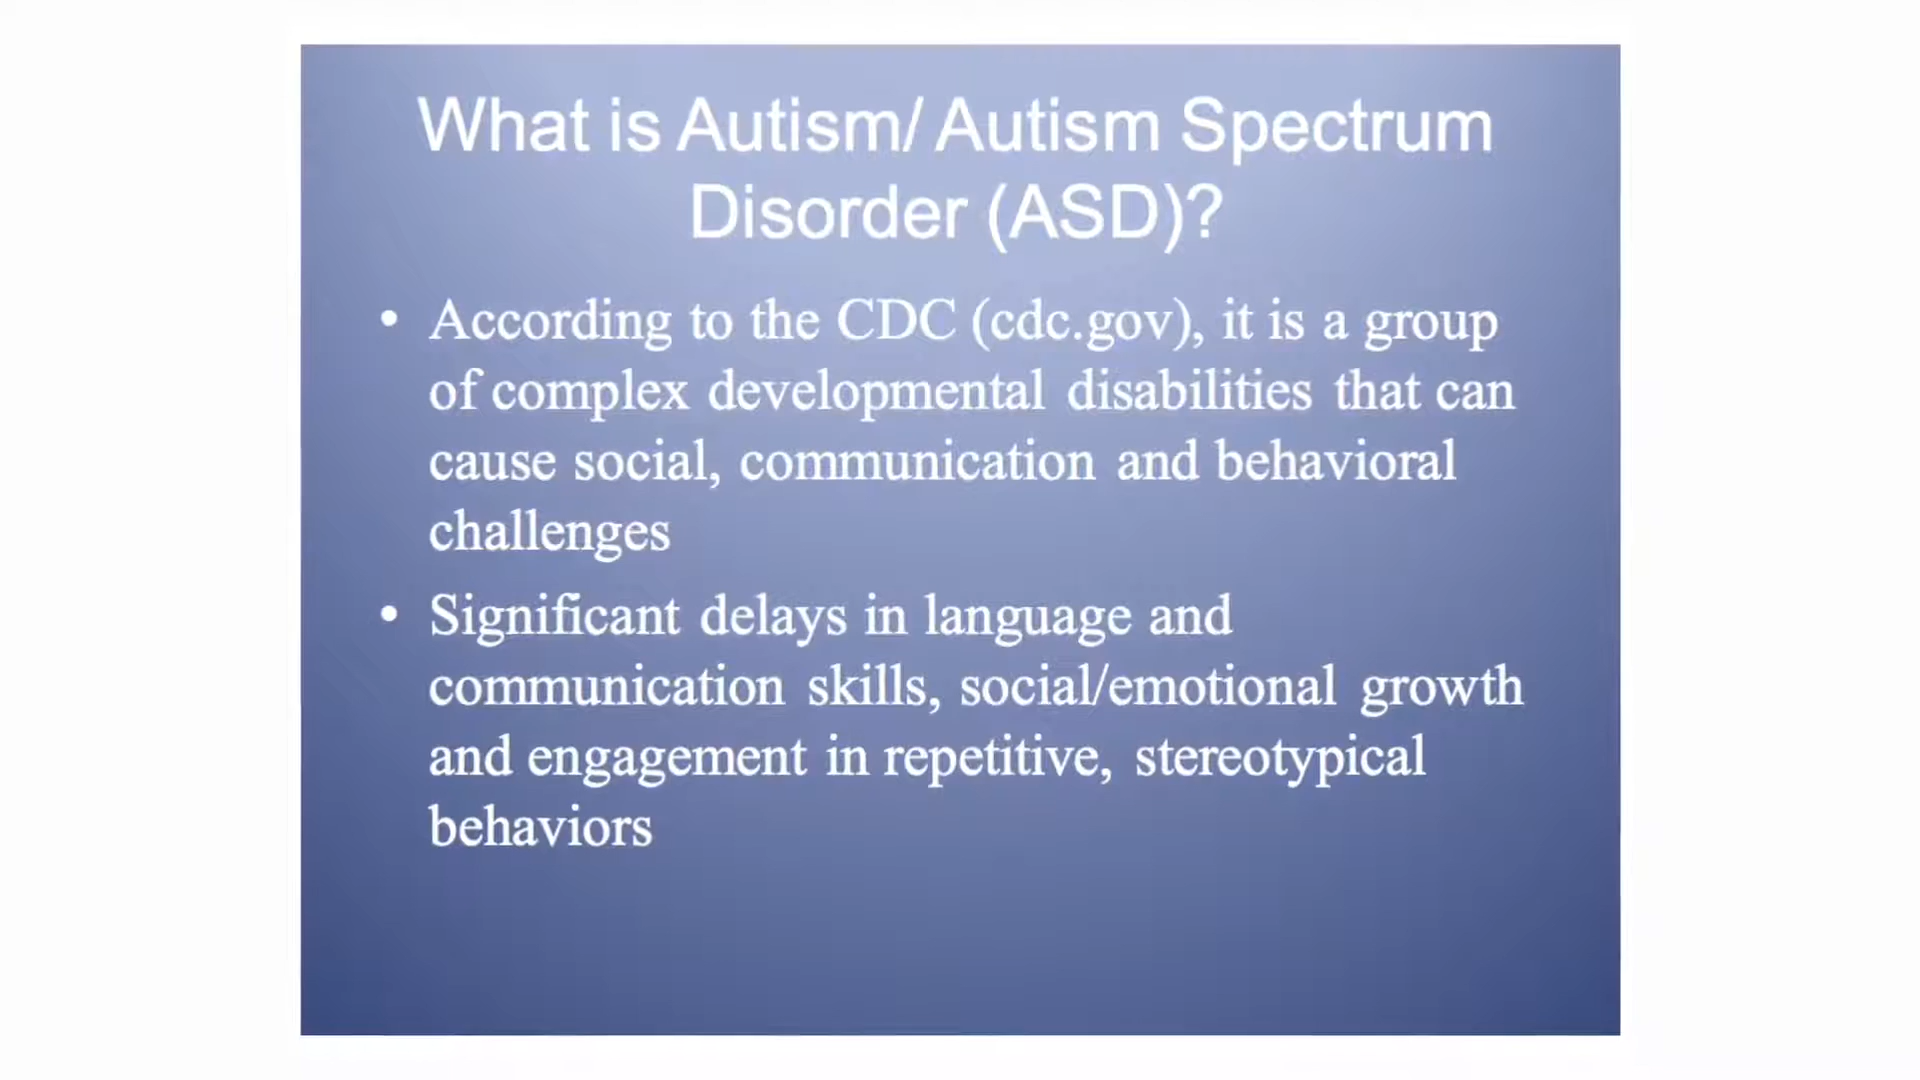 What is Autism/ Autism Spectrum
Disorder (ASD)?
• According to the CDC (cdc.gov), it is a group
of complex developmental disabilities that can
cause social, communication and behavioral
challenges
• Significant delays in language and
communication skills, social/emotional growth
and engagement in repetitive, stereotypical
behaviors